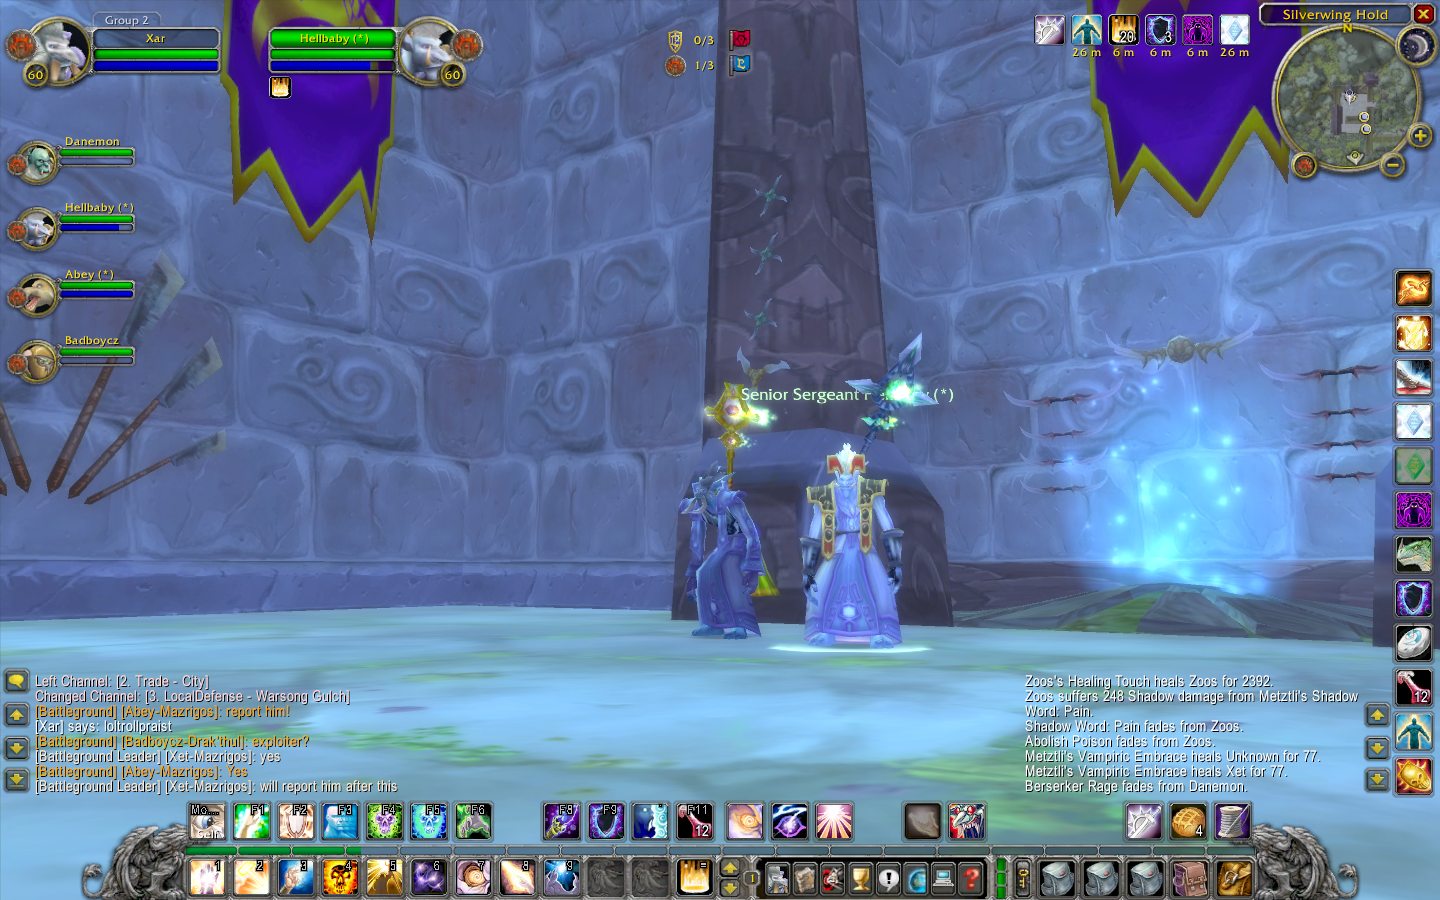 Group 2
Xar
60
Hellbaby (*)
60
0/3
1/3
20
3
26 m
6 m
6 m
6 m
26 m
Silverwing Hold
N
Danemon
Hellbaby (*)
Abey (*)
Badboycz
Senior Sergeant
(*)
Left Channel: [2. Trade - City]
Changed Channel: [3. LocalDefense - Warsong Gulch]
[Battleground] [Abey-Mazrigos]: report him!
[Xar] says: loltrollpraist
[Battleground] [Badboycz-Drak'thul]: exploiter?
[Battleground Leader] [Xet-Mazrigos]: yes
[Battleground] [Abey-Mazrigos]: Yes
[Battleground Leader] [Xet-Mazrigos]: will report him after this
Zoos's Healing Touch heals Zoos for 2392.
Zoos suffers 248 Shadow damage from Metztli's Shadow
Word: Pain.
Shadow Word: Pain fades from Zoos.
Abolish Poison fades from Zoos.
Metztli's Vampiric Embrace heals Unknown for 77.
Metztli's Vampiric Embrace heals Xet for 77.
Berserker Rage fades from Danemon.
12
Mo...
Self
F1
F2
F3
F4
F5
F6
F8
F9
F11
12
4
1
2
3
4
5
6
7
8
9
=
1